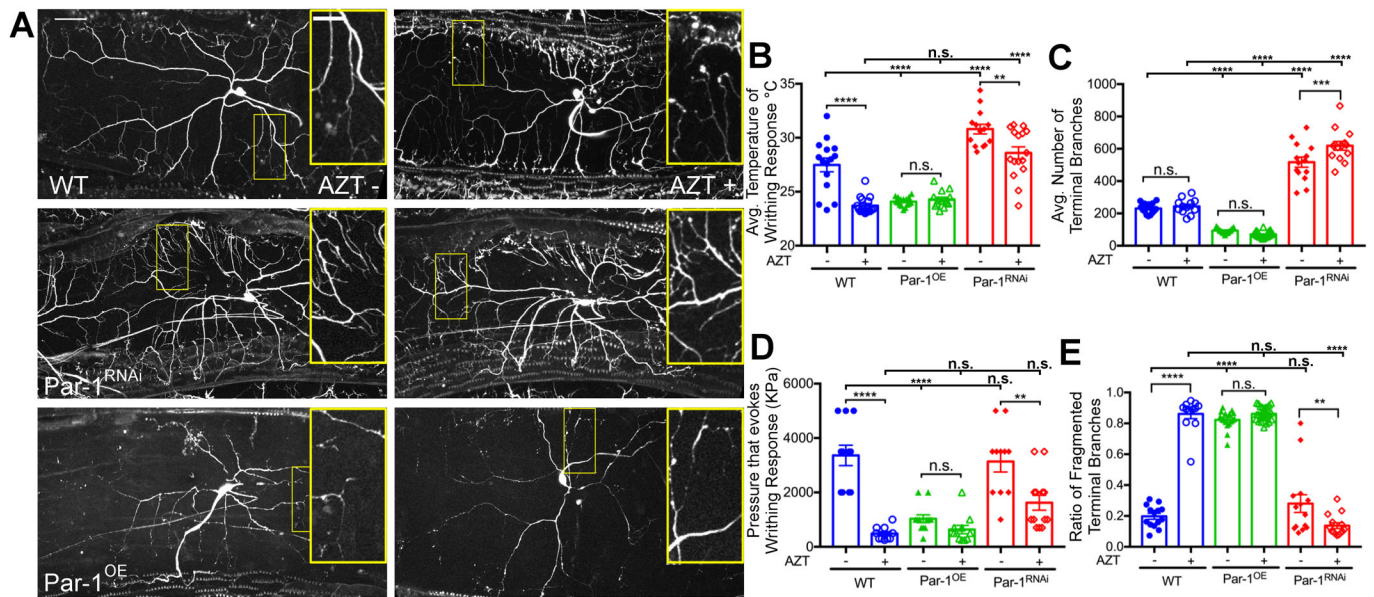 A
WT
AZT -
AZT +
Par-1RNAi
Par-1OE
B
n.s.
****
****
****
****
****
**
n.s.
Avg. Temperature of
Writhing Response °C
35
30
25
20
AZT
-
+
-
+
-
+
WT
Par-1OE
Par-1RNAi
C
****
****
****
****
***
n.s.
n.s.
Avg. Number of
Terminal Branches
1000
800
600
400
200
0
AZT
-
+
-
+
-
+
WT
Par-1OE
Par-1RNAi
D
n.s.
n.s.
n.s.
****
****
**
n.s.
Pressure that evokes
Writhing Response (KPa)
6000
4000
2000
0
AZT
-
+
-
+
-
+
WT
Par-1OE
Par-1RNAi
E
n.s.
****
****
n.s.
****
n.s.
**
Ratio of Fragmented
Terminal Branches
1.0
0.8
0.6
0.4
0.2
0.0
AZT
-
+
-
+
-
+
WT
Par-1OE
Par-1RNAi